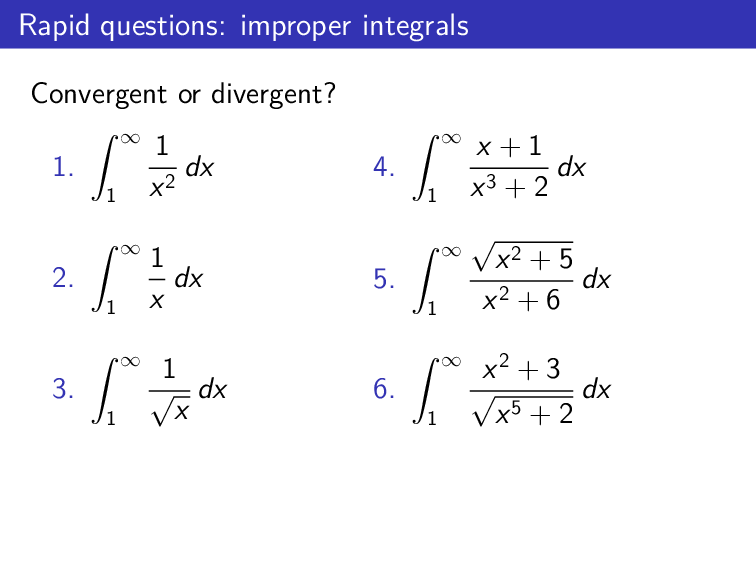 Rapid questions: improper integrals
Convergent or divergent?
1. $\int_1^\infty \frac{1}{x^2}\, dx$
2. $\int_1^\infty \frac{1}{x}\, dx$
3. $\int_1^\infty \frac{1}{\sqrt{x}}\, dx$
4. $\int_1^\infty \frac{x+1}{x^3+2}\, dx$
5. $\int_1^\infty \frac{\sqrt{x^2+5}}{x^2+6}\, dx$
6. $\int_1^\infty \frac{x^2+3}{\sqrt{x^5+2}}\, dx$